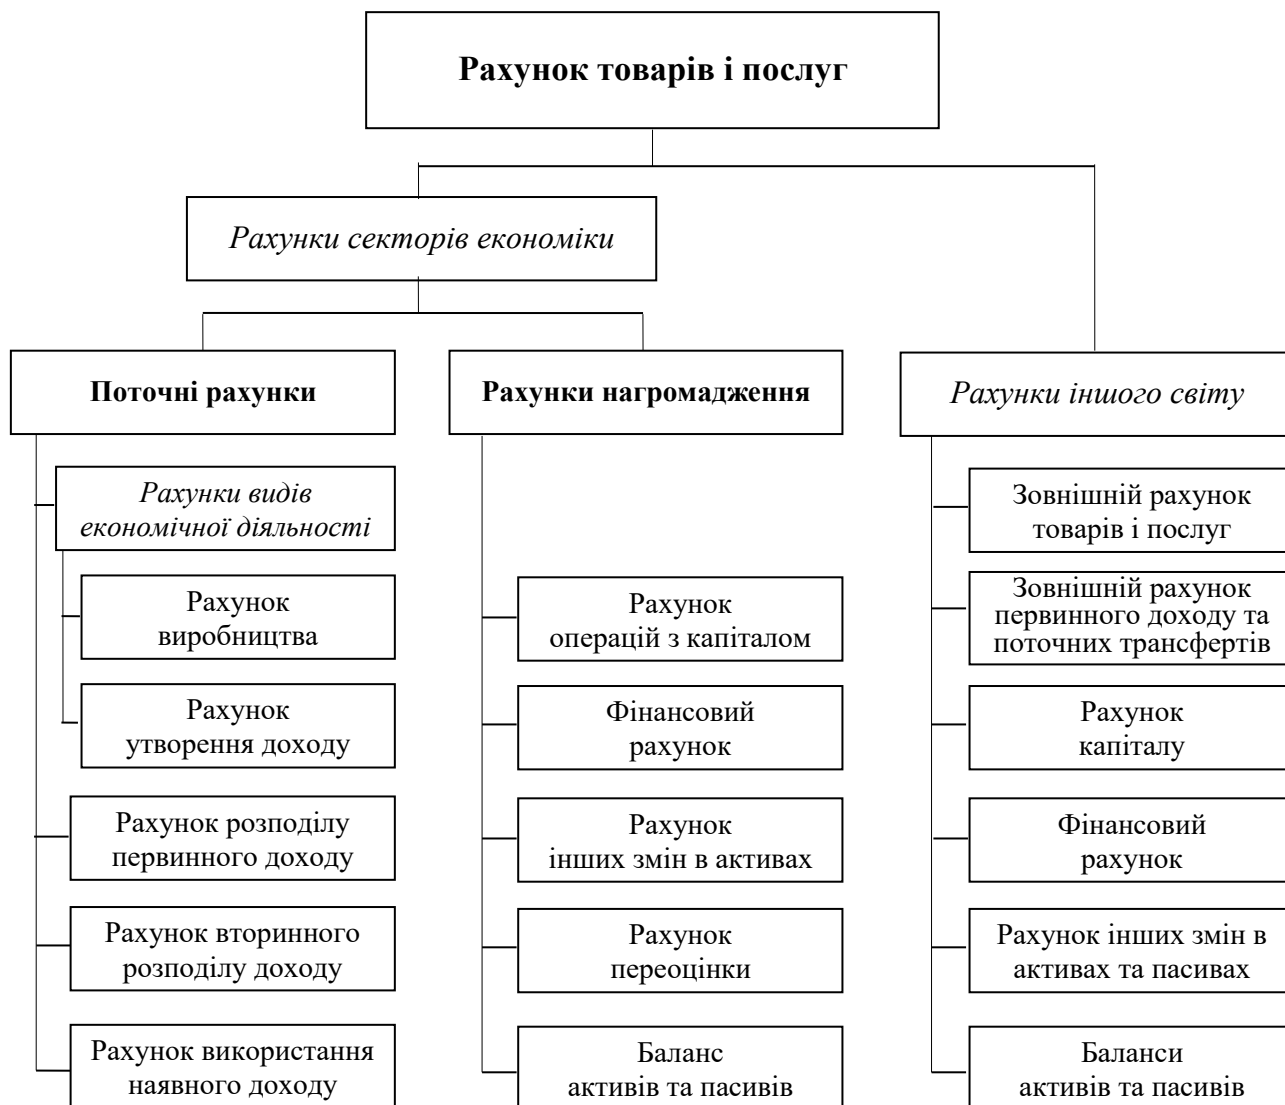 Рахунок товарів і послуг
Рахунки секторів економіки
Поточні рахунки
Рахунки видів
економічної діяльності
Рахунок
виробництва
Рахунок
утворення доходу
Рахунок розподілу
первинного доходу
Рахунок вторинного
розподілу доходу
Рахунок використання
наявного доходу
Рахунки нагромадження
Рахунок
операцій з капіталом
Фінансовий
рахунок
Рахунок
інших змін в активах
Рахунок
переоцінки
Баланс
активів та пасивів
Рахунки іншого світу
Зовнішній рахунок
товарів і послуг
Зовнішній рахунок
первинного доходу та
поточних трансфертів
Рахунок
капіталу
Фінансовий
рахунок
Рахунок інших змін в
активах та пасивах
Баланси
активів та пасивів